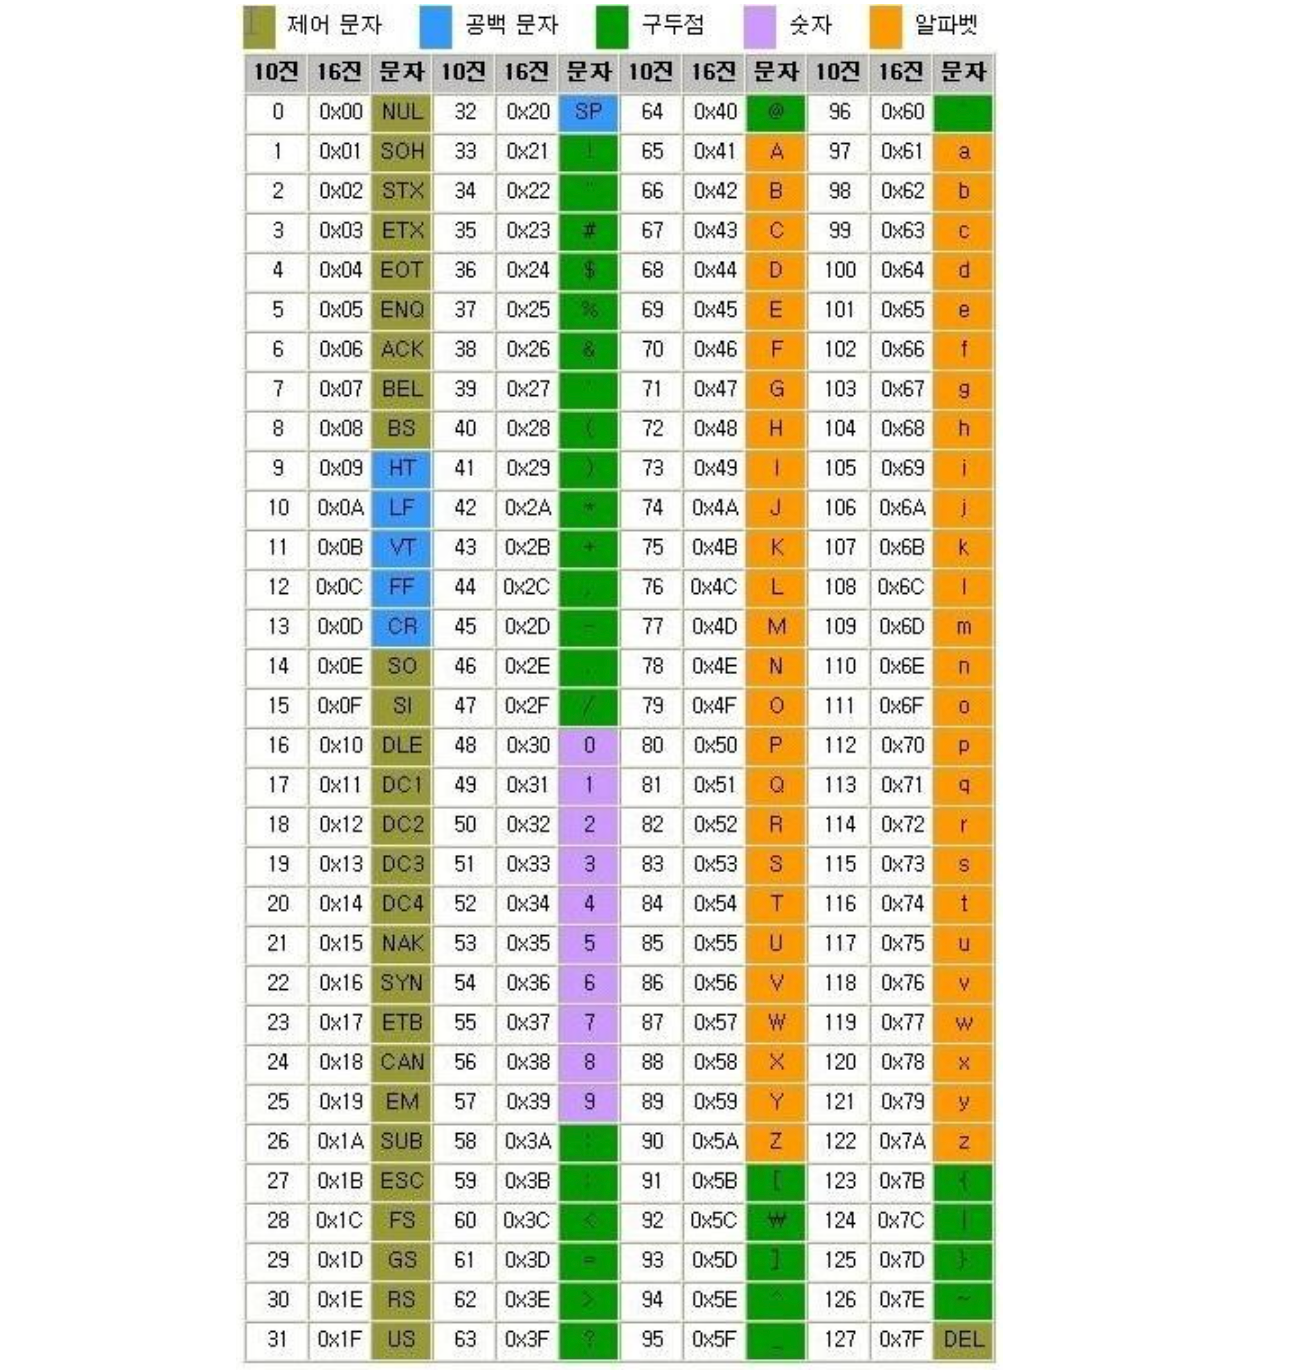 제어 문자 공백 문자 구두점 숫자 알파벳
10진 16진 문자 10진 16진 문자 10진 16진 문자 10진 16진 문자
0 0x00 NUL 32 0x20 SP 64 0x40 @ 96 0x60
1 0x01 SOH 33 0x21 ! 65 0x41 A 97 0x61 a
2 0x02 STX 34 0x22 " 66 0x42 B 98 0x62 b
3 0x03 ETX 35 0x23 # 67 0x43 C 99 0x63 c
4 0x04 EOT 36 0x24 $ 68 0x44 D 100 0x64 d
5 0x05 ENQ 37 0x25 % 69 0x45 E 101 0x65 e
6 0x06 ACK 38 0x26 & 70 0x46 F 102 0x66 f
7 0x07 BEL 39 0x27 ' 71 0x47 G 103 0x67 g
8 0x08 BS 40 0x28 ( 72 0x48 H 104 0x68 h
9 0x09 HT 41 0x29 ) 73 0x49 I 105 0x69 i
10 0x0A LF 42 0x2A * 74 0x4A J 106 0x6A j
11 0x0B VT 43 0x2B + 75 0x4B K 107 0x6B k
12 0x0C FF 44 0x2C , 76 0x4C L 108 0x6C l
13 0x0D CR 45 0x2D - 77 0x4D M 109 0x6D m
14 0x0E SO 46 0x2E . 78 0x4E N 110 0x6E n
15 0x0F SI 47 0x2F / 79 0x4F O 111 0x6F o
16 0x10 DLE 48 0x30 0 80 0x50 P 112 0x70 p
17 0x11 DC1 49 0x31 1 81 0x51 Q 113 0x71 q
18 0x12 DC2 50 0x32 2 82 0x52 R 114 0x72 r
19 0x13 DC3 51 0x33 3 83 0x53 S 115 0x73 s
20 0x14 DC4 52 0x34 4 84 0x54 T 116 0x74 t
21 0x15 NAK 53 0x35 5 85 0x55 U 117 0x75 u
22 0x16 SYN 54 0x36 6 86 0x56 V 118 0x76 v
23 0x17 ETB 55 0x37 7 87 0x57 W 119 0x77 w
24 0x18 CAN 56 0x38 8 88 0x58 X 120 0x78 x
25 0x19 EM 57 0x39 9 89 0x59 Y 121 0x79 y
26 0x1A SUB 58 0x3A : 90 0x5A Z 122 0x7A z
27 0x1B ESC 59 0x3B ; 91 0x5B [ 123 0x7B {
28 0x1C FS 60 0x3C < 92 0x5C ₩ 124 0x7C |
29 0x1D GS 61 0x3D = 93 0x5D ] 125 0x7D }
30 0x1E RS 62 0x3E > 94 0x5E ^ 126 0x7E ~
31 0x1F US 63 0x3F ? 95 0x5F _ 127 0x7F DEL